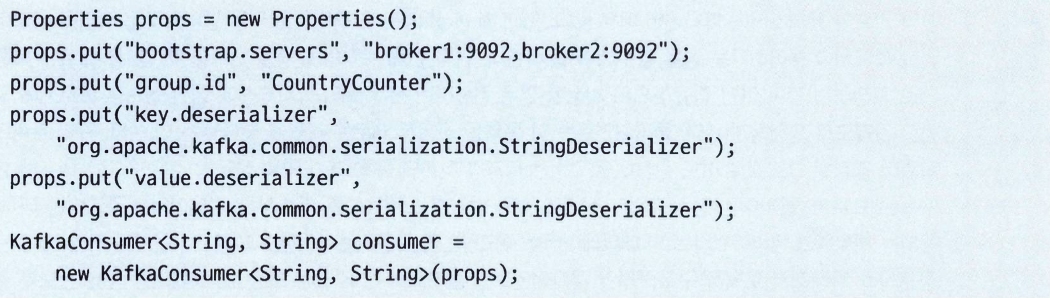 Properties props = new Properties();
props.put("bootstrap.servers", "broker1:9092,broker2:9092");
props.put("group.id", "CountryCounter");
props.put("key.deserializer",
    "org.apache.kafka.common.serialization.StringDeserializer");
props.put("value.deserializer",
    "org.apache.kafka.common.serialization.StringDeserializer");
KafkaConsumer<String, String> consumer =
    new KafkaConsumer<String, String>(props);